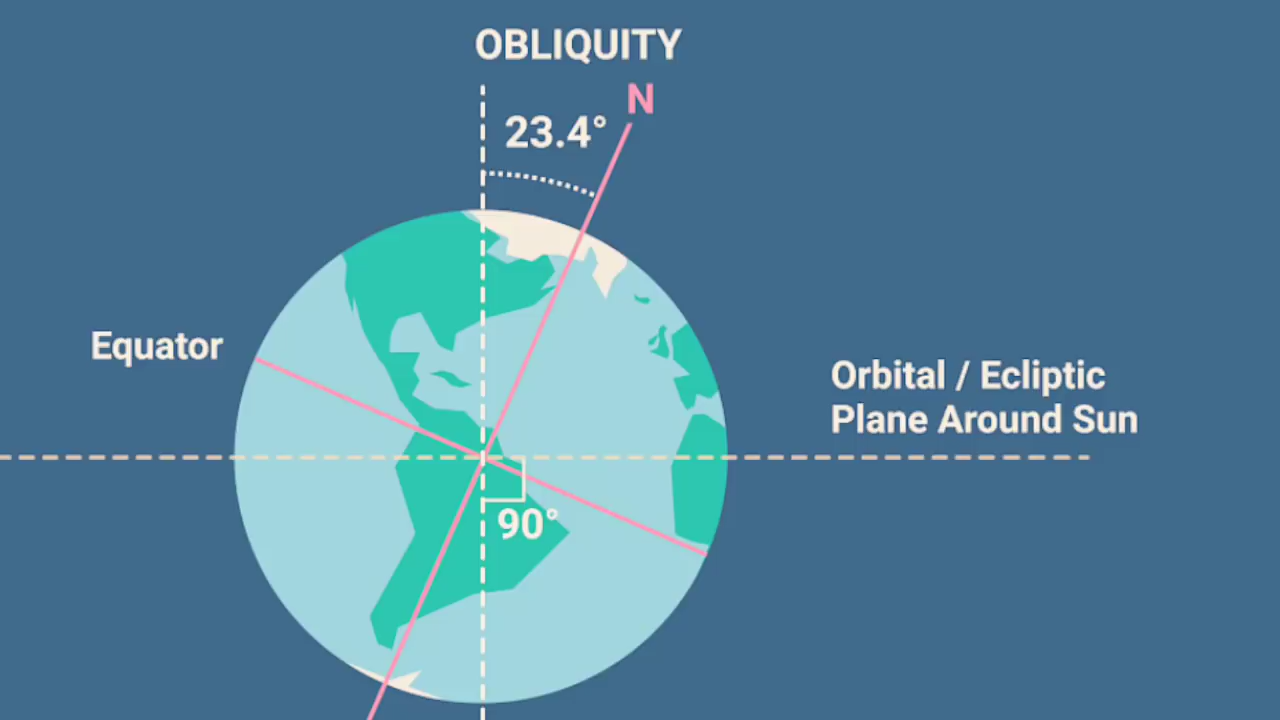 OBLIQUITY
N
23.4°
Equator
Orbital / Ecliptic
Plane Around Sun
90°